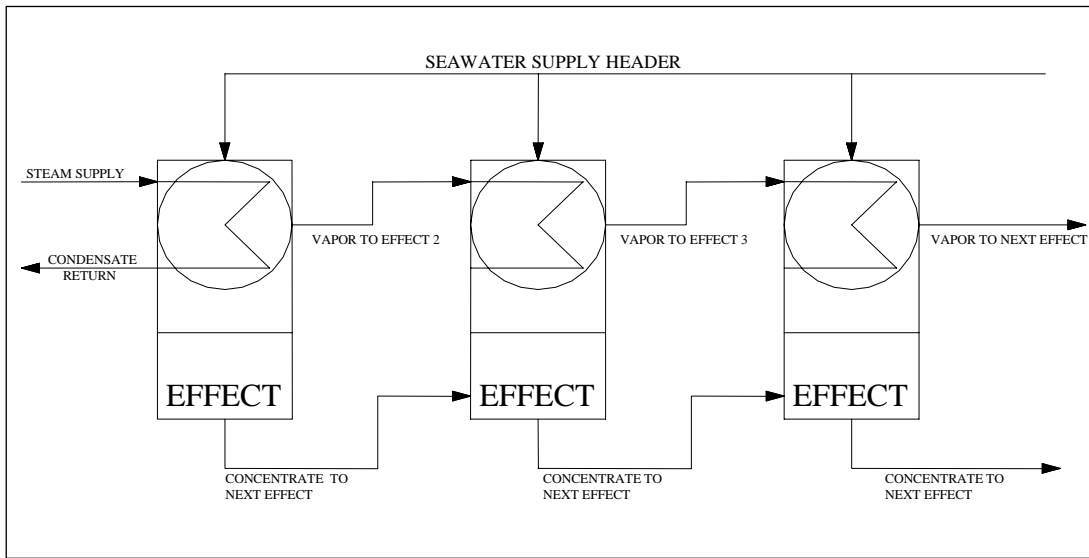 SEAWATER SUPPLY HEADER
STEAM SUPPLY
CONDENSATE
RETURN
VAPOR TO EFFECT 2
VAPOR TO EFFECT 3
VAPOR TO NEXT EFFECT
EFFECT
EFFECT
EFFECT
CONCENTRATE TO
NEXT EFFECT
CONCENTRATE TO
NEXT EFFECT
CONCENTRATE TO
NEXT EFFECT